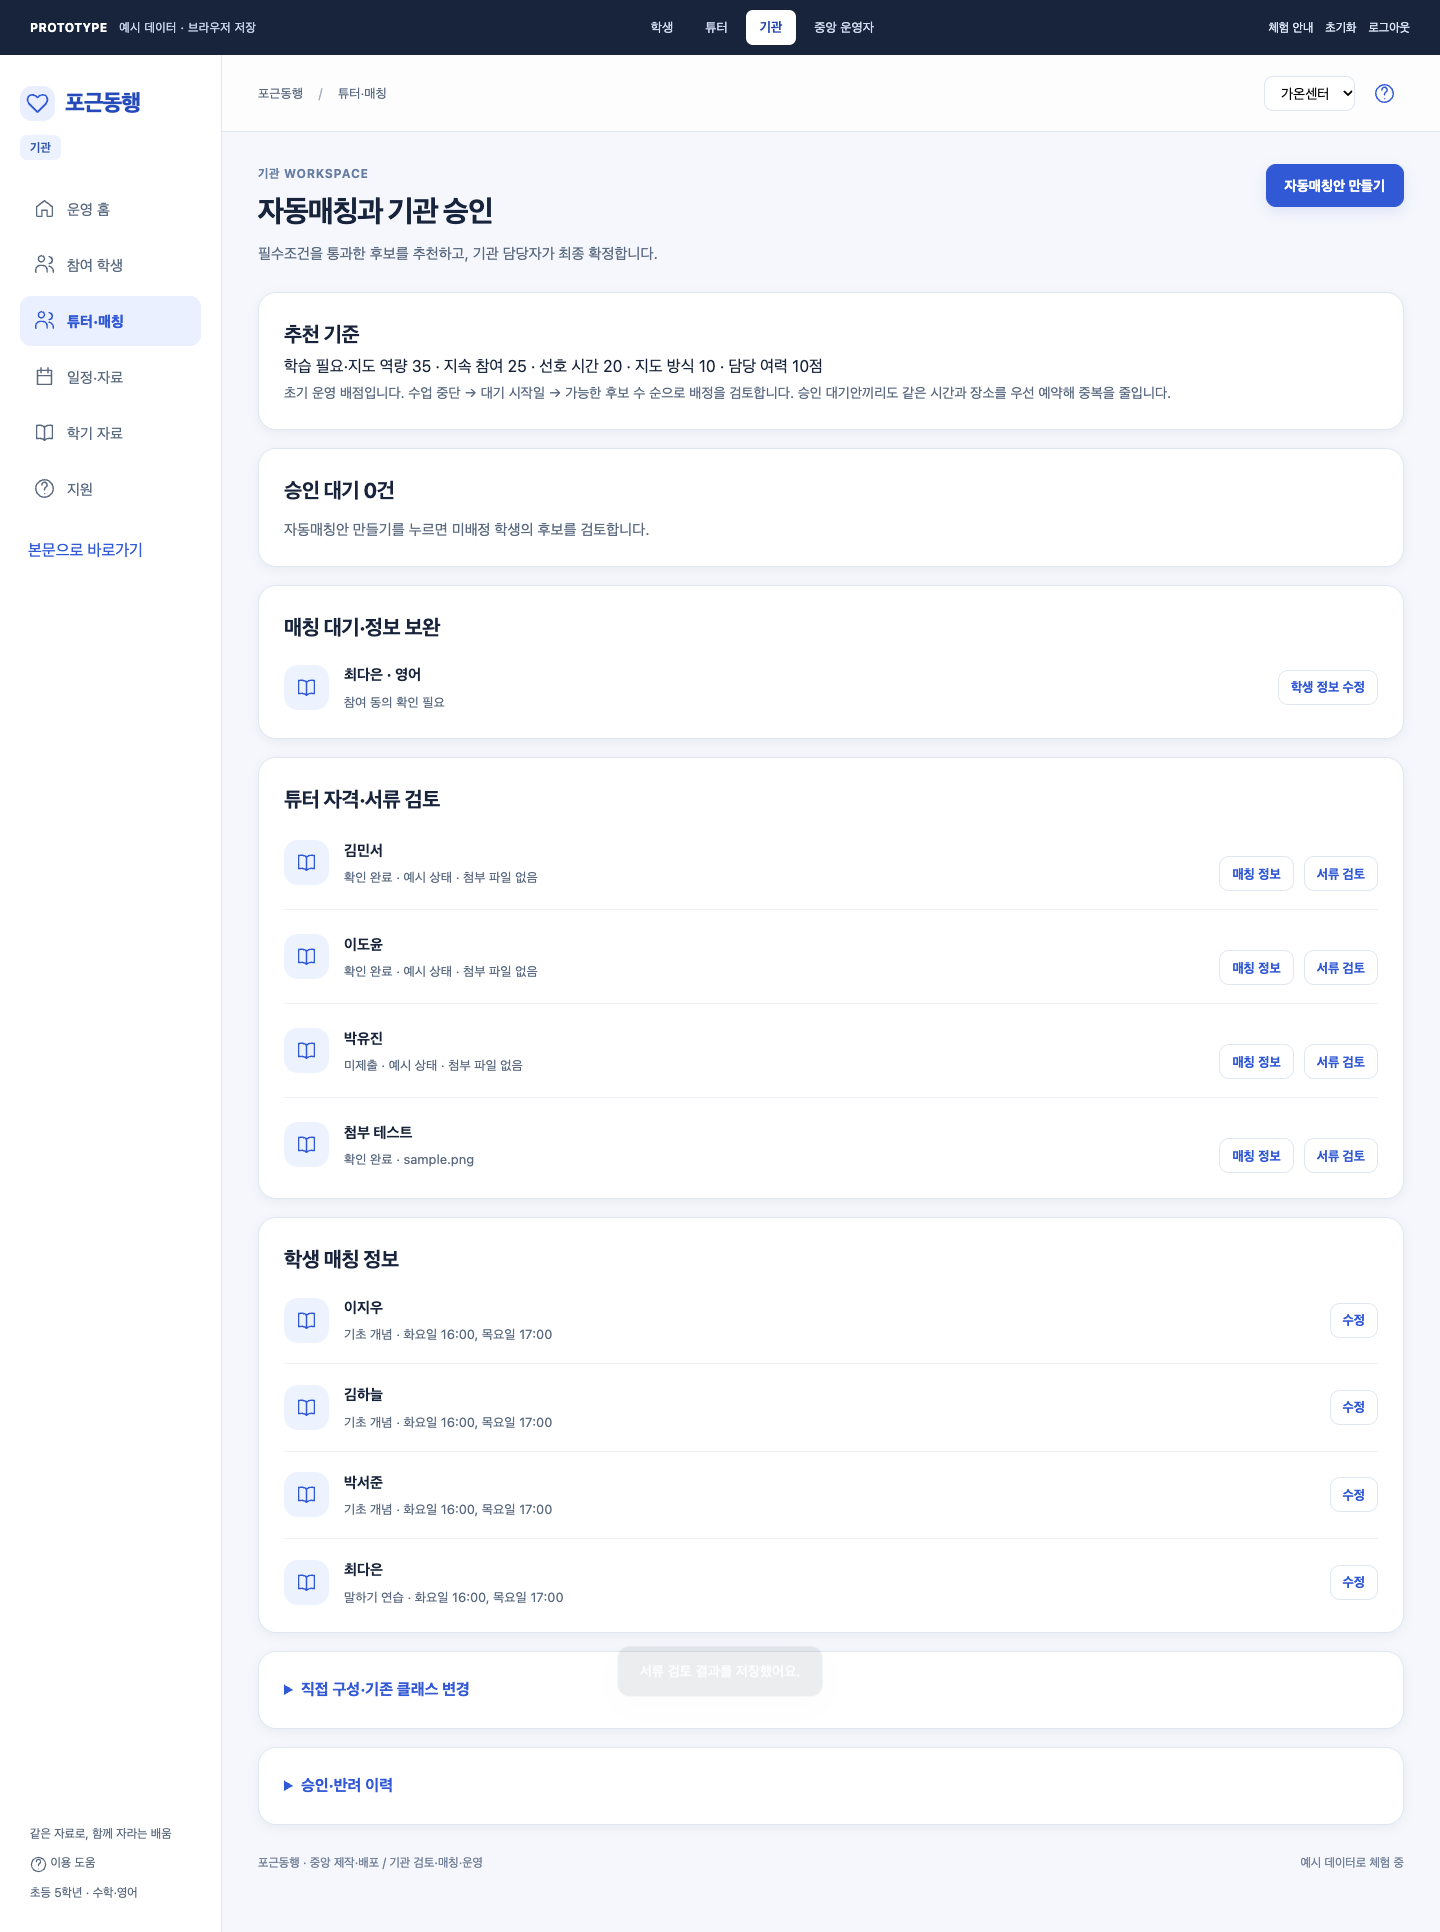 PROTOTYPE 예시 데이터 · 브라우저 저장
학생 튜터 기관 중앙 운영자
체험 안내 초기화 로그아웃
포근동행
기관
운영 홈
참여 학생
튜터·매칭
일정·자료
학기 자료
지원
본문으로 바로가기
같은 자료로, 함께 자라는 배움
이용 도움
초등 5학년 · 수학·영어
포근동행 / 튜터·매칭
가온센터
기관 WORKSPACE
자동매칭과 기관 승인
필수조건을 통과한 후보를 추천하고, 기관 담당자가 최종 확정합니다.
자동매칭안 만들기
추천 기준
학습 필요·지도 역량 35 · 지속 참여 25 · 선호 시간 20 · 지도 방식 10 · 담당 여력 10점
초기 운영 배점입니다. 수업 중단 → 대기 시작일 → 가능한 후보 수 순으로 배정을 검토합니다. 승인 대기안끼리도 같은 시간과 장소를 우선 예약해 중복을 줄입니다.
승인 대기 0건
자동매칭안 만들기를 누르면 미배정 학생의 후보를 검토합니다.
매칭 대기·정보 보완
최다은 · 영어
참여 동의 확인 필요
학생 정보 수정
튜터 자격·서류 검토
김민서
확인 완료 · 예시 상태 · 첨부 파일 없음
매칭 정보 서류 검토
이도윤
확인 완료 · 예시 상태 · 첨부 파일 없음
매칭 정보 서류 검토
박유진
미제출 · 예시 상태 · 첨부 파일 없음
매칭 정보 서류 검토
첨부 테스트
확인 완료 · sample.png
매칭 정보 서류 검토
학생 매칭 정보
이지우
기초 개념 · 화요일 16:00, 목요일 17:00
수정
김하늘
기초 개념 · 화요일 16:00, 목요일 17:00
수정
박서준
기초 개념 · 화요일 16:00, 목요일 17:00
수정
최다은
말하기 연습 · 화요일 16:00, 목요일 17:00
수정
서류 검토 결과를 저장했어요.
▶ 직접 구성·기존 클래스 변경
▶ 승인·반려 이력
포근동행 · 중앙 제작·배포 / 기관 검토·매칭·운영
예시 데이터로 체험 중